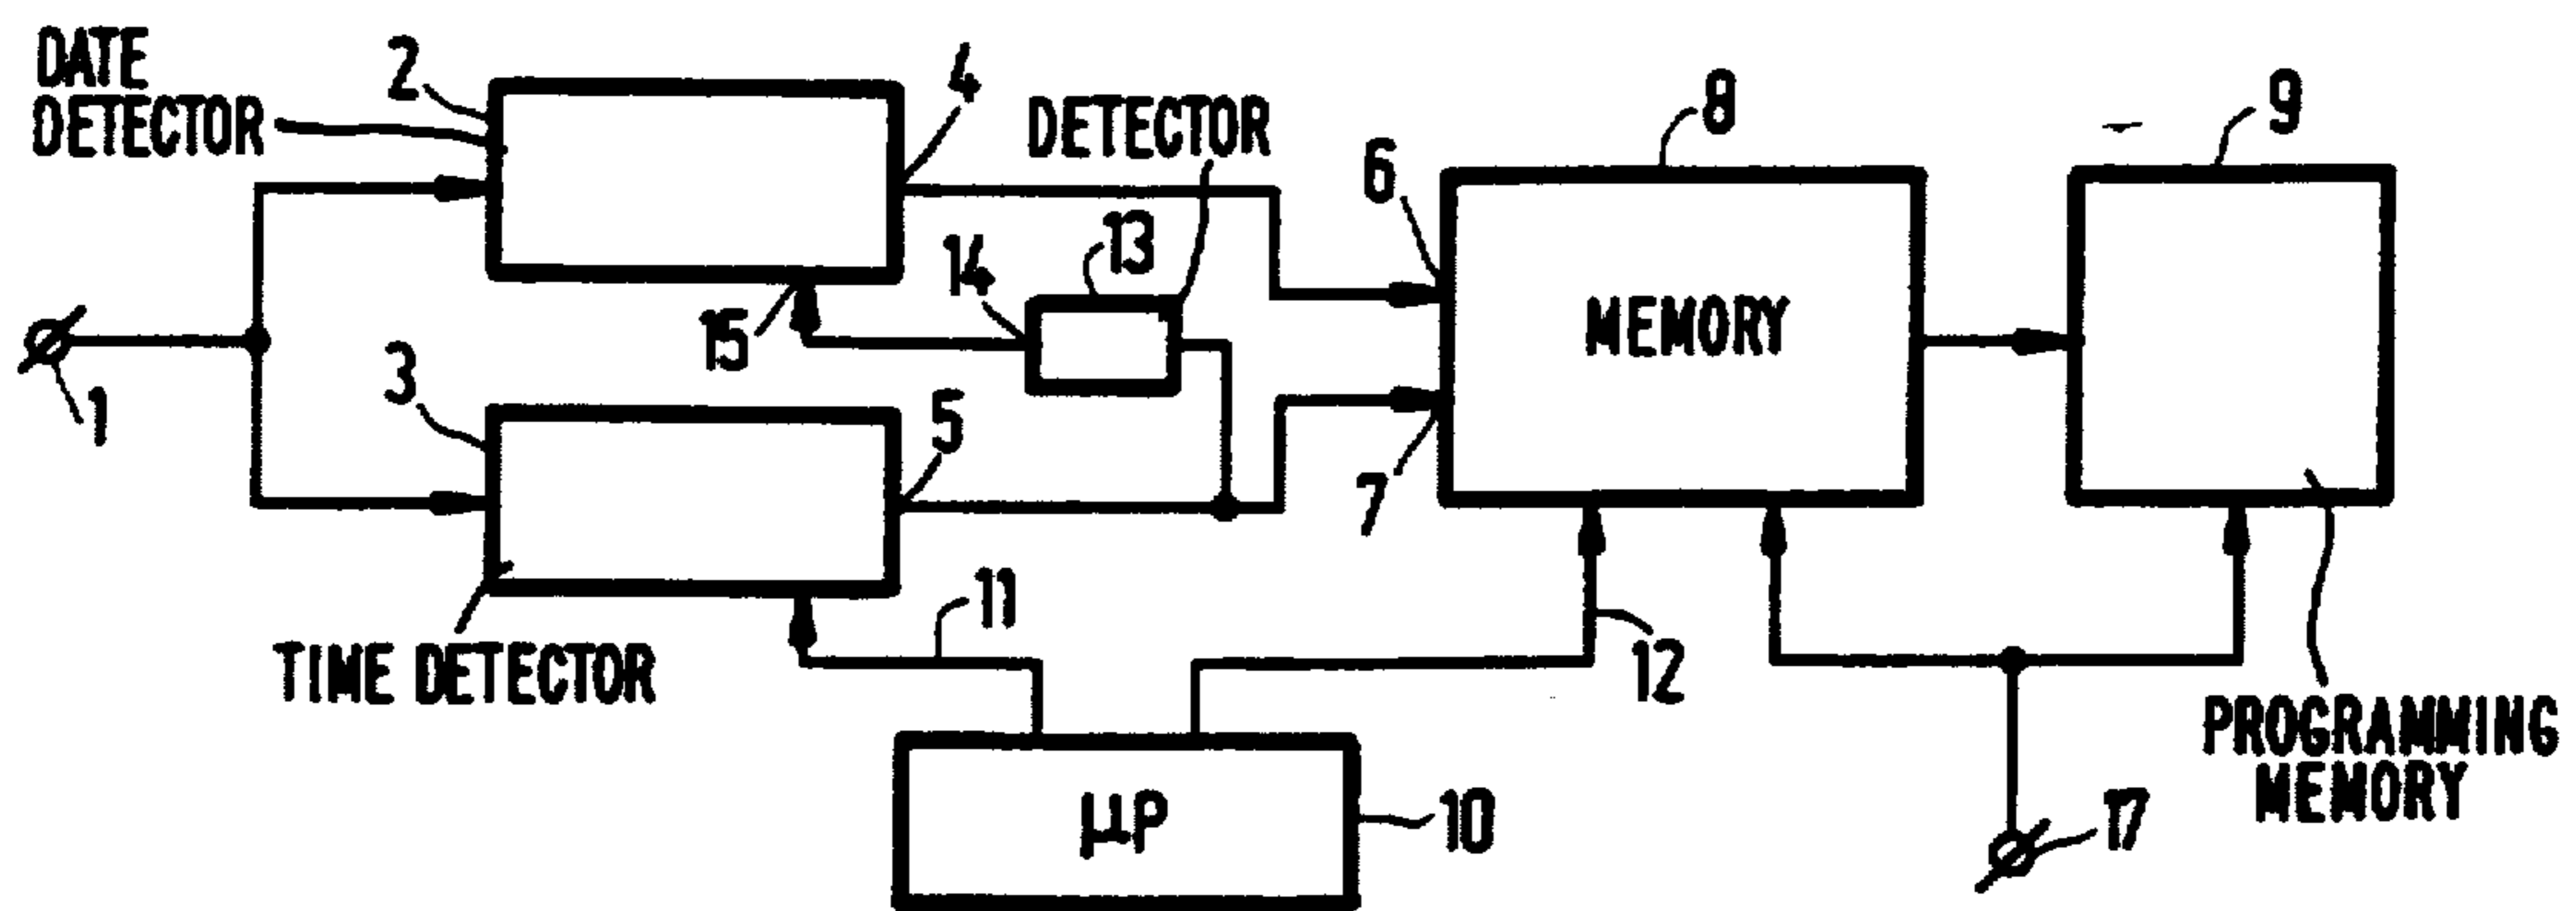 DATE
DETECTOR
2
4
DETECTOR
8
9
6
13
14
15
MEMORY
1
3
5
7
11
12
TIME DETECTOR
PROGRAMMING
MEMORY
µP
10
17